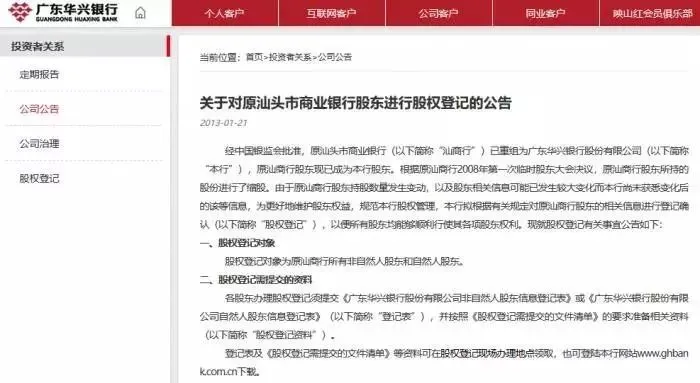 广东华兴银行
GUANGDONG HUAXING BANK
个人客户
互联网客户
公司客户
同业客户
映山红会员俱乐部
投资者关系
定期报告
公司公告
公司治理
股权登记
当前位置：首页>投资者关系>公司公告
关于对原汕头市商业银行股东进行股权登记的公告
2013-01-21
经中国银监会批准，原汕头市商业银行（以下简称“汕商行”）已重组为广东华兴银行股份有限公司（以下简称
“本行”），原汕商行股东现已成为本行股东。根据原汕商行2008年第一次临时股东大会决议，原汕商行股东所持的
股份进行了缩股。由于原汕商行股东持股数量发生变动，以及股东相关信息可能已发生较大变化而本行尚未获悉变化后
的该等信息，为更好地维护股东权益，规范本行股权管理，本行拟根据有关规定对原汕商行股东的相关信息进行登记确
认（以下简称“股权登记”），以便所有股东均能够顺利行使其各项股东权利。现就股权登记有关事宜公告如下：
一、股权登记对象
股权登记对象为原汕商行所有非自然人股东和自然人股东。
二、股权登记需提交的资料
各股东办理股权登记须提交《广东华兴银行股份有限公司非自然人股东信息登记表》或《广东华兴银行股份有限
公司自然人股东信息登记表》（以下简称“登记表”），并按照《股权登记需提交的文件清单》的要求准备相关资料
（以下简称“股权登记资料”）。
登记表及《股权登记需提交的文件清单》等资料可在股权登记现场办理地点领取，也可登陆本行网站www.ghban
k.com.cn下载。